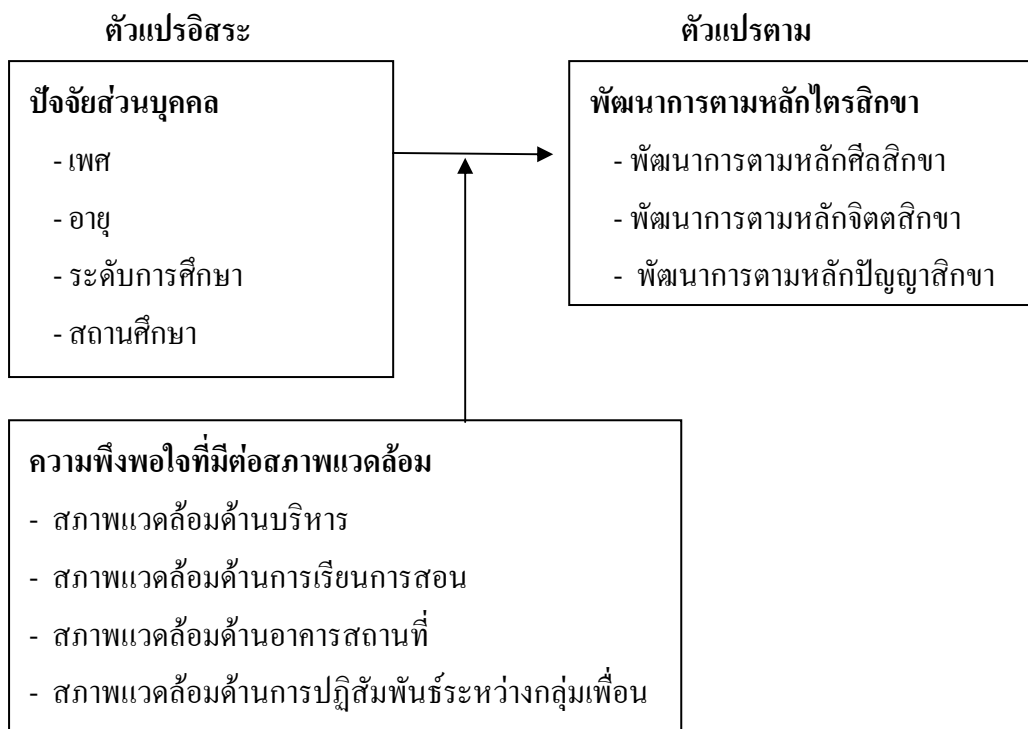 ตัวแปรอิสระ
ตัวแปรตาม
ปัจจัยส่วนบุคคล
- เพศ
- อายุ
- ระดับการศึกษา
- สถานศึกษา
พัฒนาการตามหลักไตรสิกขา
- พัฒนาการตามหลักศีลสิกขา
- พัฒนาการตามหลักจิตตสิกขา
- พัฒนาการตามหลักปัญญาสิกขา
ความพึงพอใจที่มีต่อสภาพแวดล้อม
- สภาพแวดล้อมด้านบริหาร
- สภาพแวดล้อมด้านการเรียนการสอน
- สภาพแวดล้อมด้านอาคารสถานที่
- สภาพแวดล้อมด้านการปฏิสัมพันธ์ระหว่างกลุ่มเพื่อน